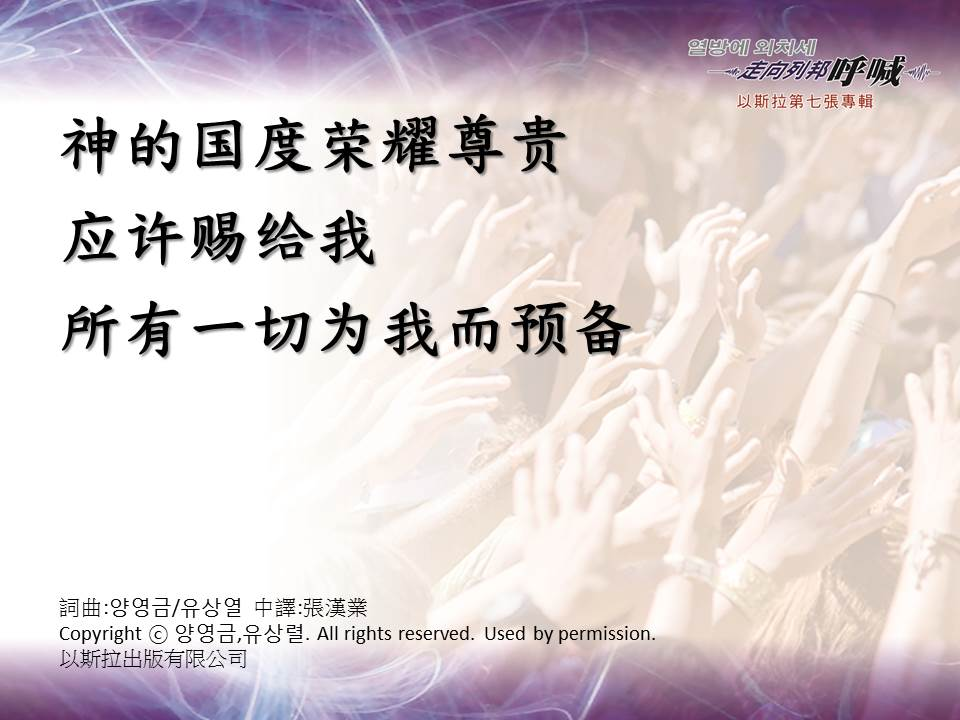 열방에 외치세
走向列邦呼喊
以斯拉第七張專輯
神的国度荣耀尊贵
应许赐给我
所有一切为我而预备
詞曲:양영금/유상열 中譯:張漢業
Copyright ⓒ 양영금,유상렬. All rights reserved. Used by permission.
以斯拉出版有限公司